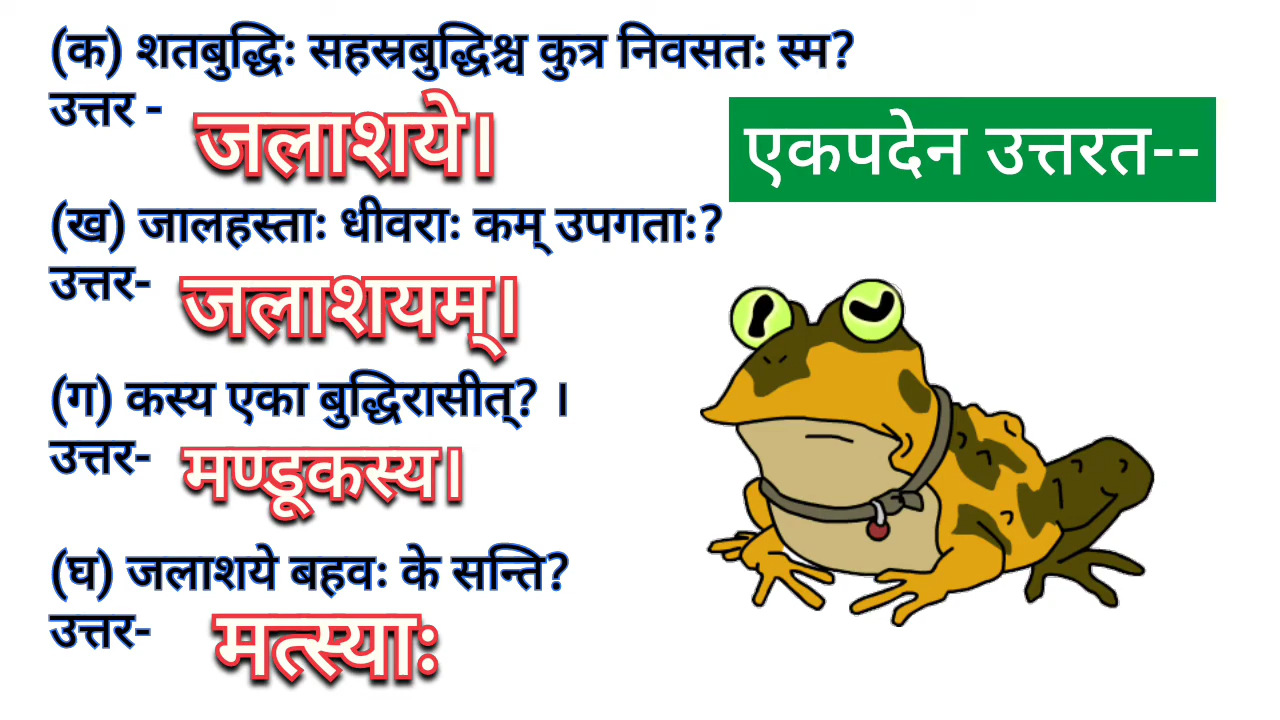 (क) शतबुद्धिः सहस्रबुद्धिश्च कुत्र निवसतः स्म?
उत्तर - जलाशये।
एकपदेन उत्तरत--
(ख) जालहस्ताः धीवराः कम् उपगताः?
उत्तर- जलाशयम्।
(ग) कस्य एका बुद्धिरासीत्? ।
उत्तर- मण्डूकस्य।
(घ) जलाशये बहवः के सन्ति?
उत्तर- मत्स्याः